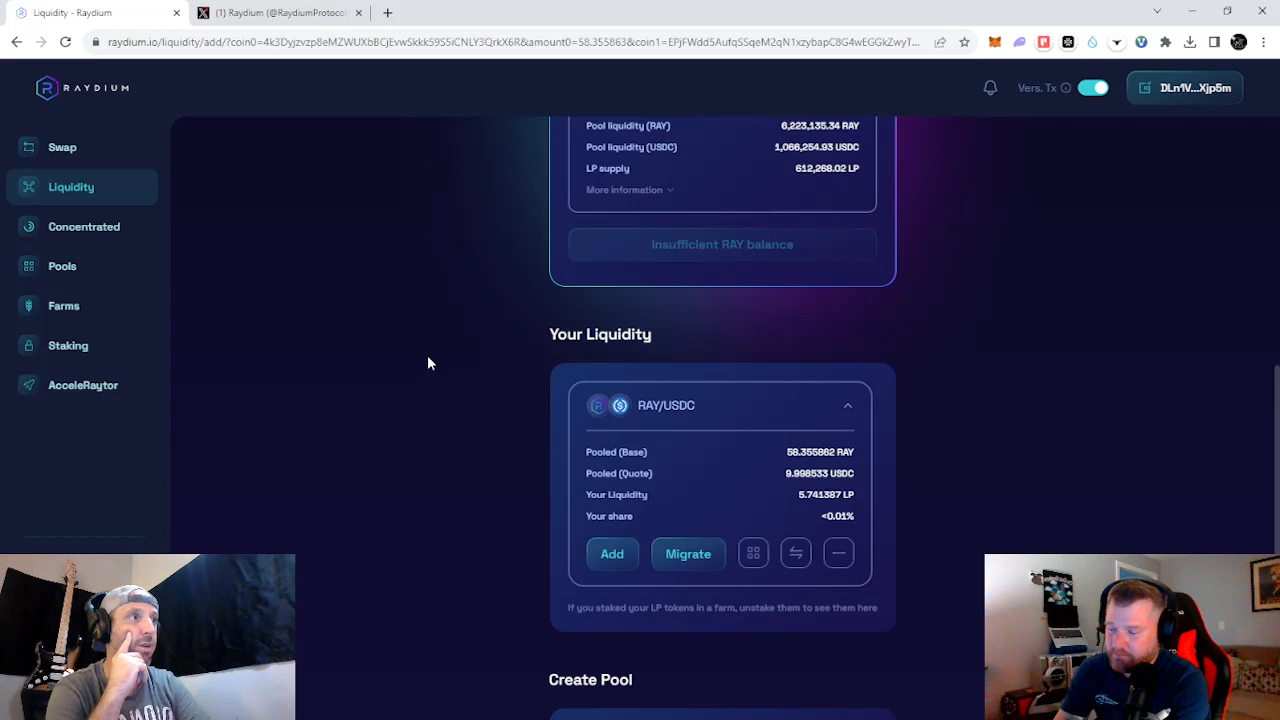 Liquidity - Raydium
(1) Raydium (@RaydiumProtocol
raydium.io/liquidity/add/?coin0=4k3Dyjzvzp8eMZWUXbBCjEvwSkkk59S5iCNLY3QrkX6R&amount0=58.355863&coin1=EPjFWdd5AufqSSqeM2qN1xzybapC8G4wEGGkZwyT...
RAYDIUM
Vers. Tx
DLn1V...Xjp5m
Swap
Liquidity
Concentrated
Pools
Farms
Staking
AcceleRaytor
Pool liquidity (RAY) 6,223,135.34 RAY
Pool liquidity (USDC) 1,066,254.93 USDC
LP supply 612,268.02 LP
More information
Insufficient RAY balance
Your Liquidity
RAY/USDC
Pooled (Base) 58.355862 RAY
Pooled (Quote) 9.998533 USDC
Your Liquidity 5.741387 LP
Your share <0.01%
Add Migrate
If you staked your LP tokens in a farm, unstake them to see them here
Create Pool